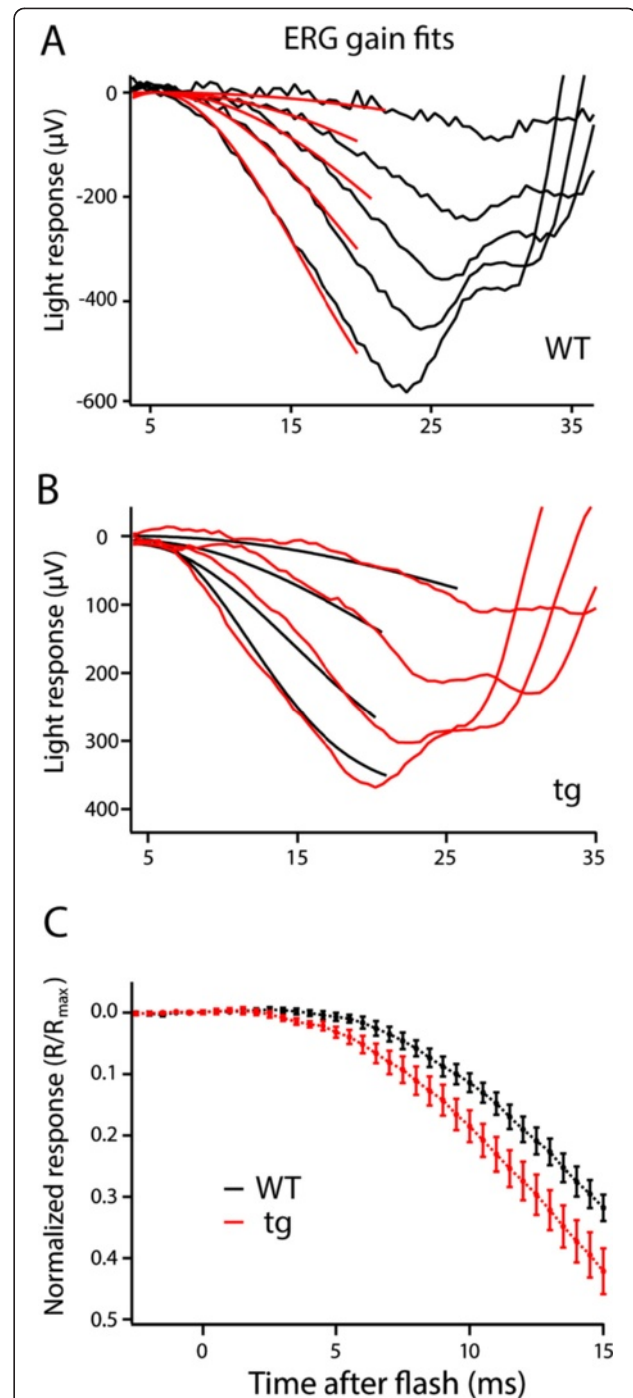 A
ERG gain fits
Light response (µV)
0
-200
-400
-600
WT
5
15
25
35
B
Light response (µV)
0
100
200
300
400
tg
5
15
25
35
C
Normalized response (R/Rmax)
0.0
0.1
0.2
0.3
0.4
0.5
WT
tg
0
5
10
15
Time after flash (ms)